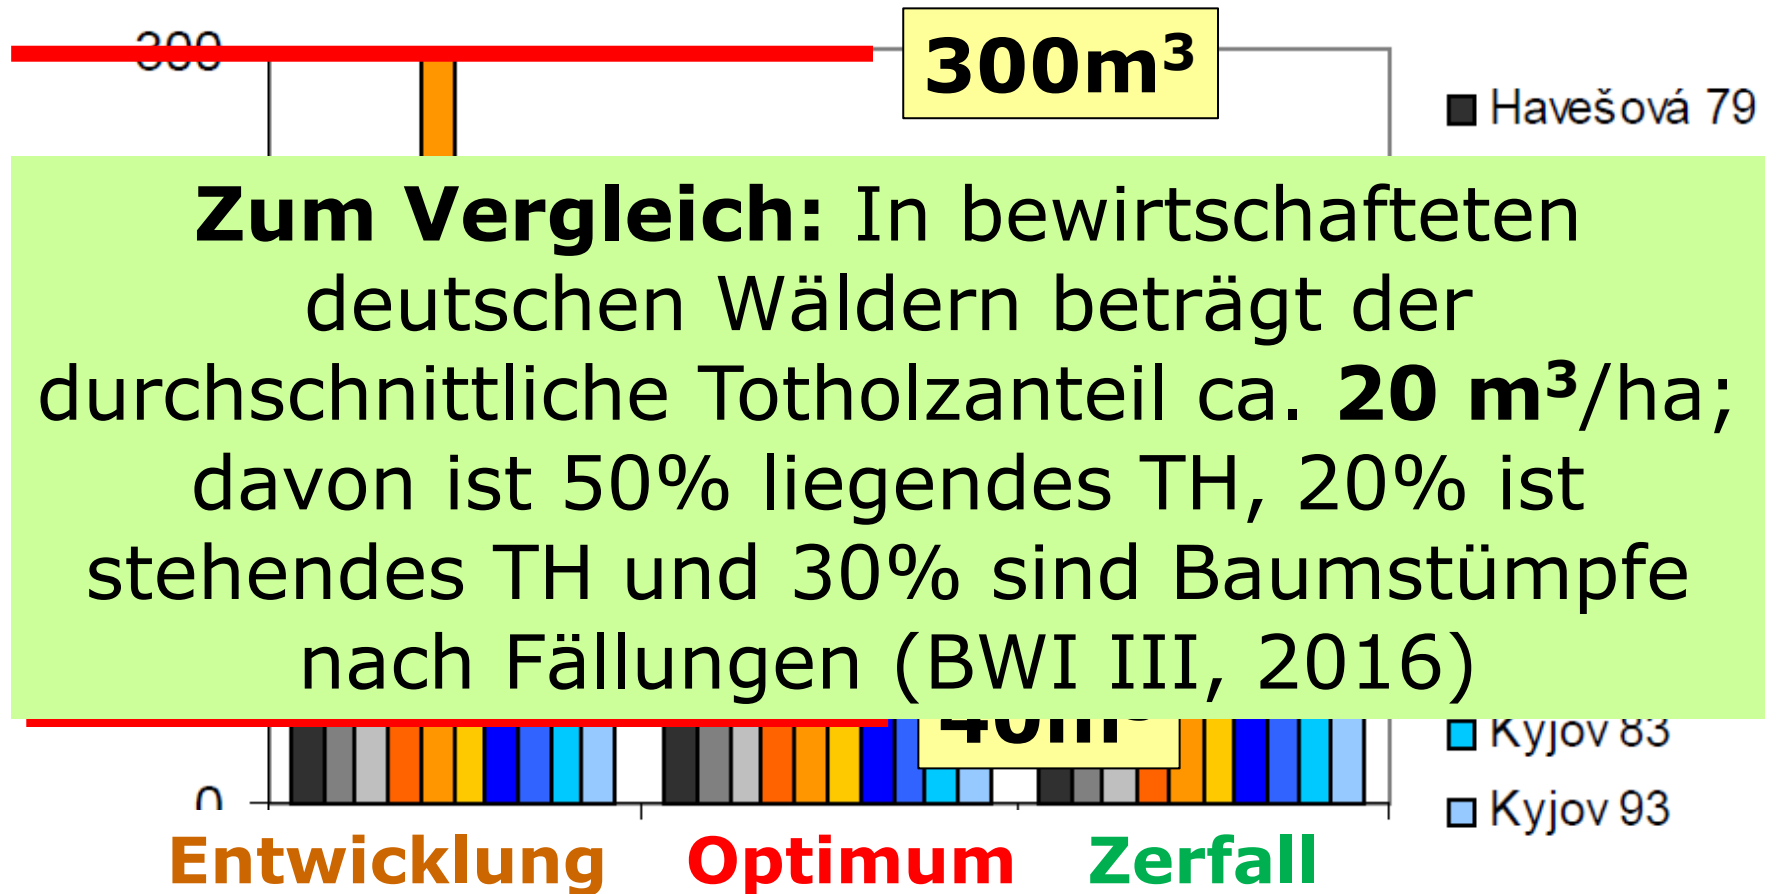 300
300m³
Havešová 79
Zum Vergleich: In bewirtschafteten
deutschen Wäldern beträgt der
durchschnittliche Totholzanteil ca. 20 m³/ha;
davon ist 50% liegendes TH, 20% ist
stehendes TH und 30% sind Baumstümpfe
nach Fällungen (BWI III, 2016)
40m³
Kyjov 83
0
Kyjov 93
Entwicklung Optimum Zerfall